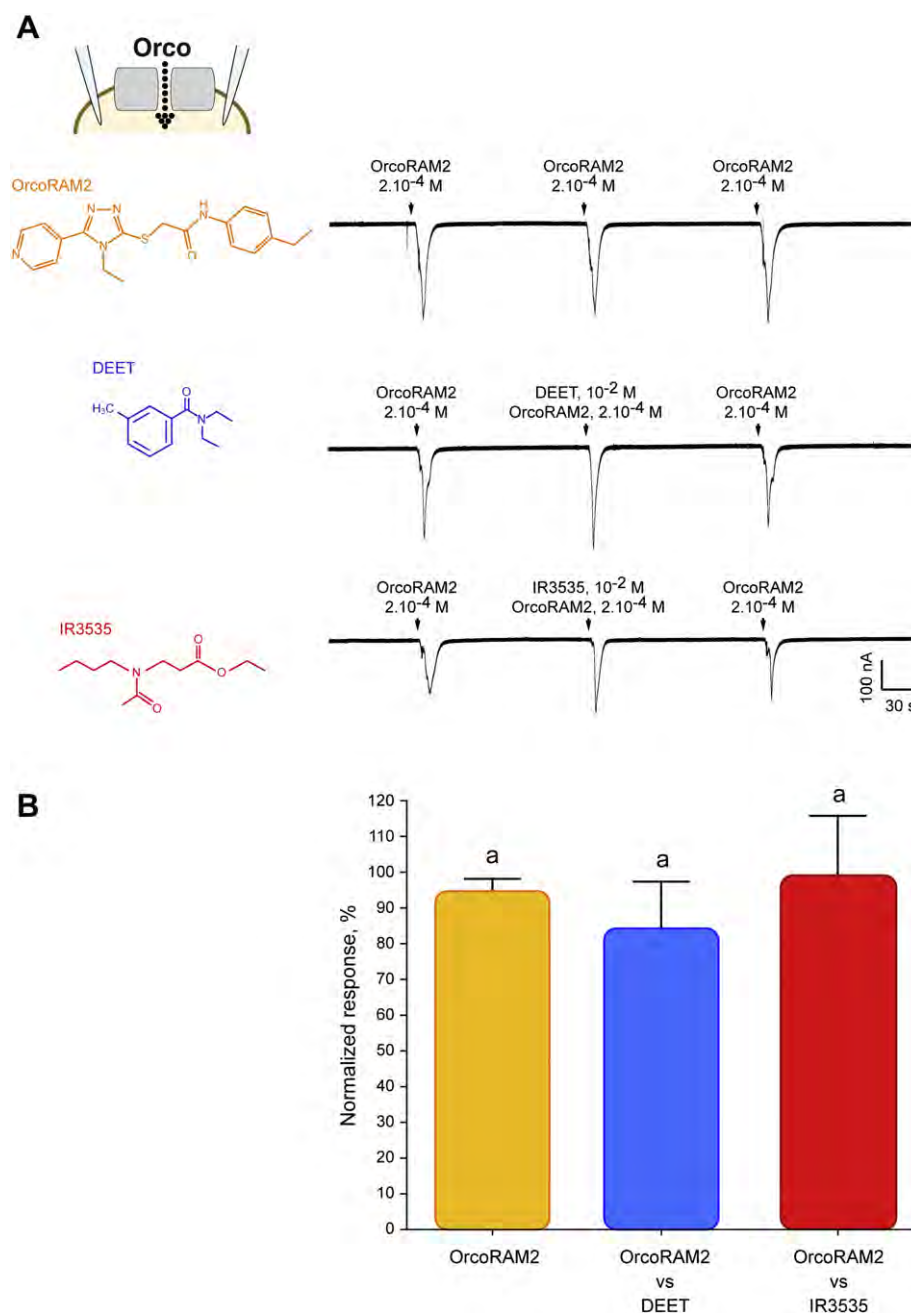 A
Orco
OrcoRAM2
N
N
N
N
S
H
N
O
OrcoRAM2
2.10⁻⁴ M
OrcoRAM2
2.10⁻⁴ M
OrcoRAM2
2.10⁻⁴ M
DEET
H₃C
O
N
OrcoRAM2
2.10⁻⁴ M
DEET, 10⁻² M
OrcoRAM2, 2.10⁻⁴ M
OrcoRAM2
2.10⁻⁴ M
IR3535
N
O
O
O
OrcoRAM2
2.10⁻⁴ M
IR3535, 10⁻² M
OrcoRAM2, 2.10⁻⁴ M
OrcoRAM2
2.10⁻⁴ M
100 nA
30 s
B
Normalized response, %
120
110
100
90
80
70
60
50
40
30
20
10
0
a
a
a
OrcoRAM2
OrcoRAM2
vs
DEET
OrcoRAM2
vs
IR3535